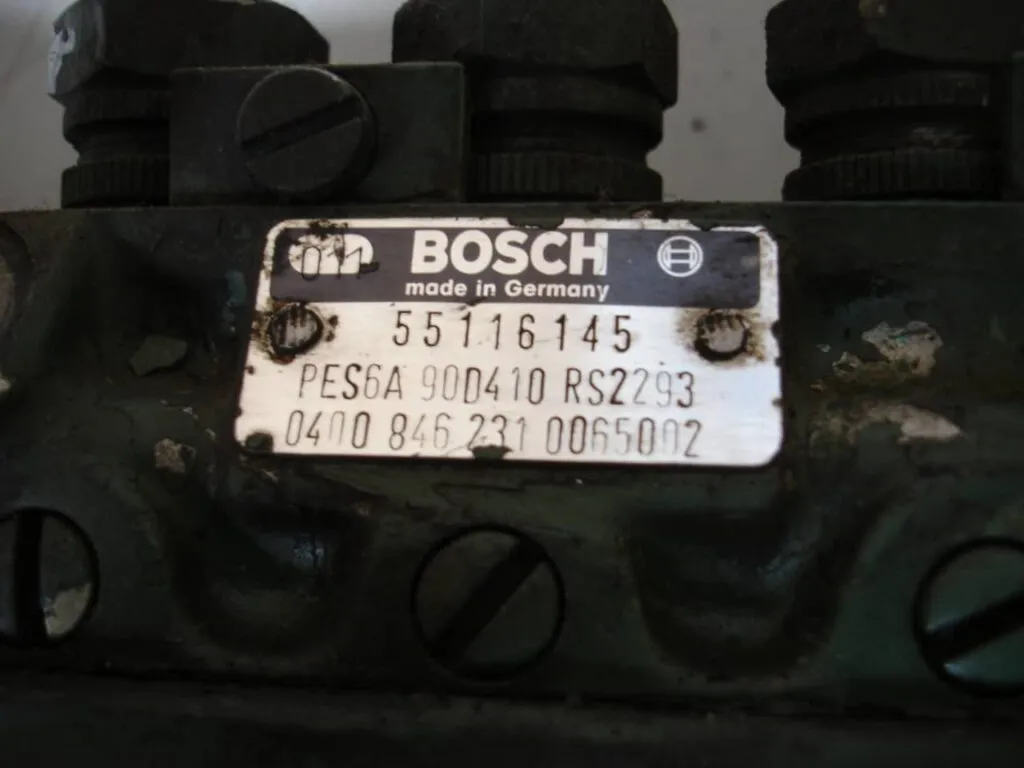 BOSCH
made in Germany
55116145
PES6A 90D410 RS2293
0400 846 231 0065002